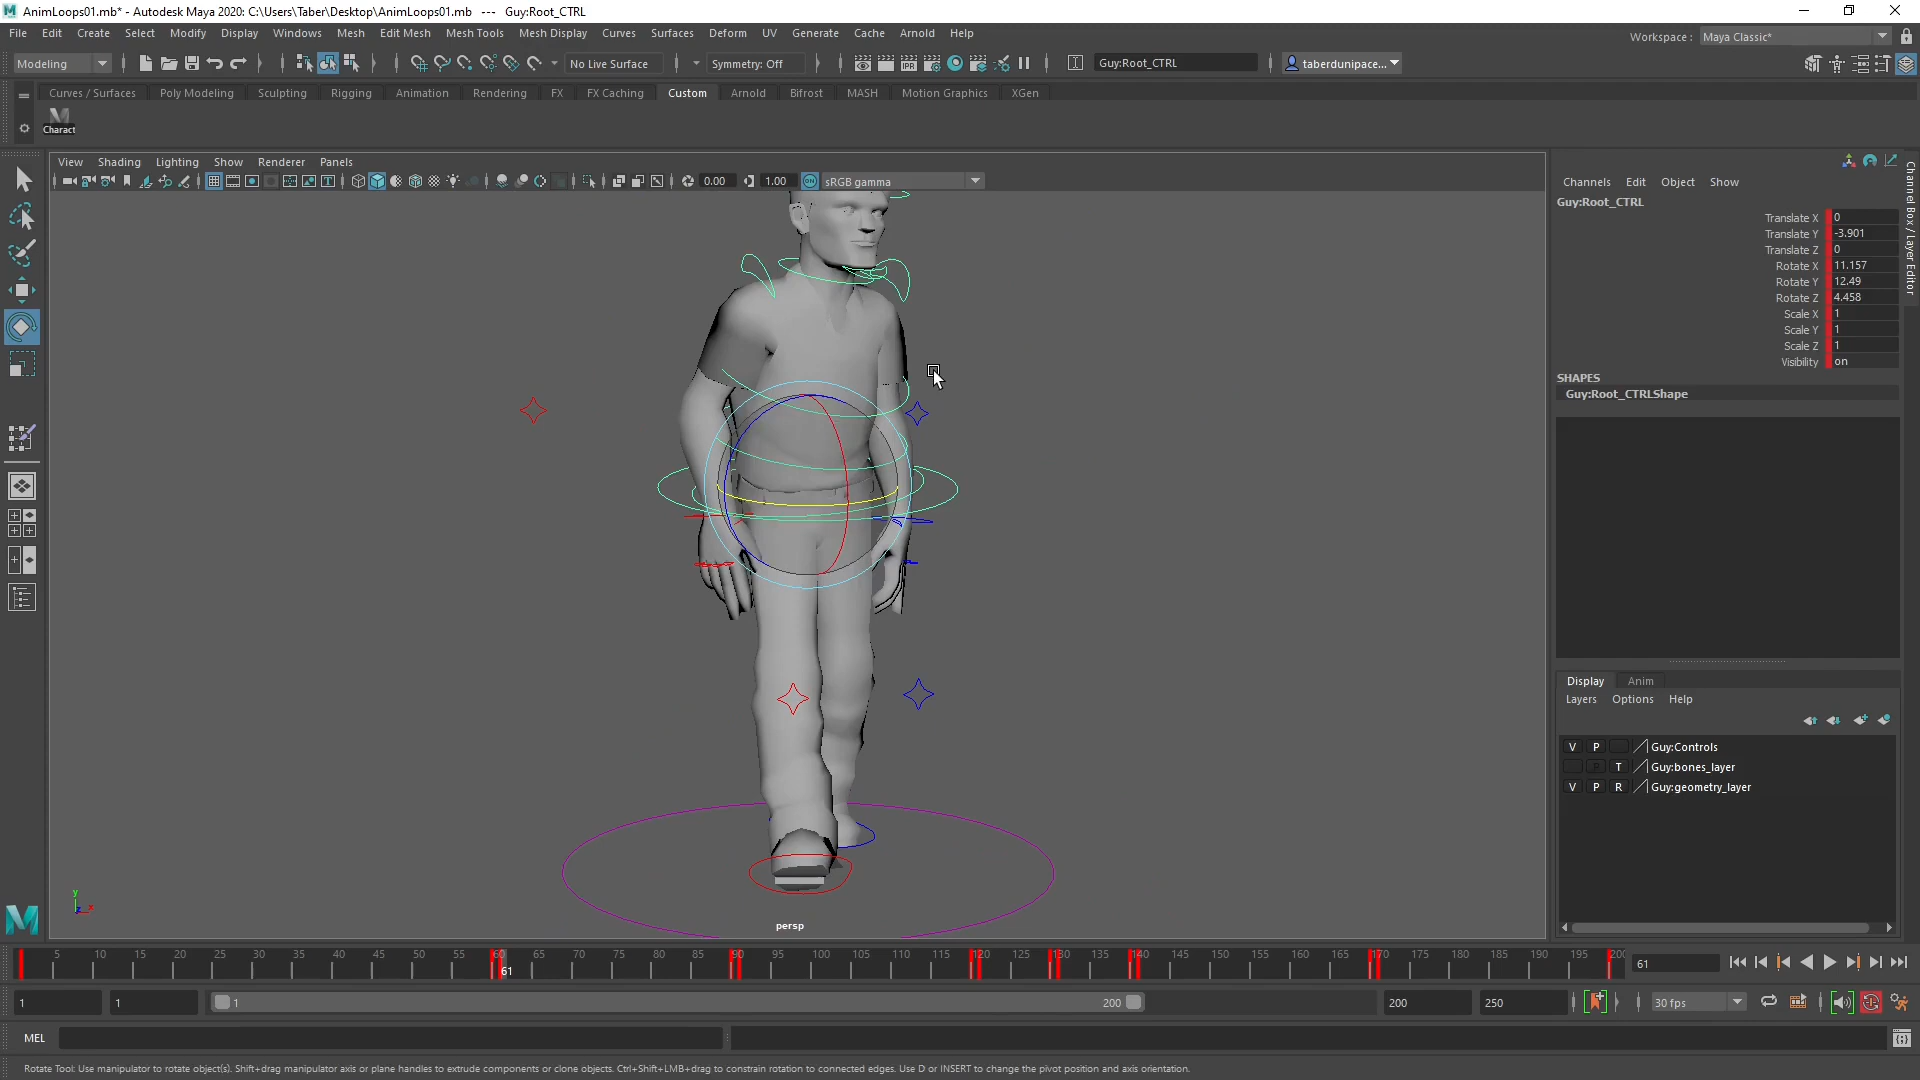 AnimLoops01.mb* - Autodesk Maya 2020: C:\Users\Taber\Desktop\AnimLoops01.mb --- Guy:Root_CTRL
File Edit Create Select Modify Display Windows Mesh Edit Mesh Mesh Tools Mesh Display Curves Surfaces Deform UV Generate Cache Arnold Help
Workspace : Maya Classic*
Modeling No Live Surface Symmetry: Off IPR Guy:Root_CTRL taberdunipace...
Curves / Surfaces Poly Modeling Sculpting Rigging Animation Rendering FX FX Caching Custom Arnold Bifrost MASH Motion Graphics XGen
Charact
View Shading Lighting Show Renderer Panels
0.00 1.00 ON sRGB gamma
Channels Edit Object Show
Guy:Root_CTRL
Translate X 0
Translate Y -3.901
Translate Z 0
Rotate X 11.157
Rotate Y 12.49
Rotate Z 4.458
Scale X 1
Scale Y 1
Scale Z 1
Visibility on
SHAPES
Guy:Root_CTRLShape
Channel Box / Layer Editor
Display Anim
Layers Options Help
V P Guy:Controls
P T Guy:bones_layer
V P R Guy:geometry_layer
y
persp
5 10 15 20 25 30 35 40 45 50 55 60 65 70 75 80 85 90 95 100 105 110 115 120 125 130 135 140 145 150 155 160 165 170 175 180 185 190 195 200
61
61
1 1 1 200 200 250 30 fps
MEL
Rotate Tool: Use manipulator to rotate object(s). Shift+drag manipulator axis or plane handles to extrude components or clone objects. Ctrl+Shift+LMB+drag to constrain rotation to connected edges. Use D or INSERT to change the pivot position and axis orientation.